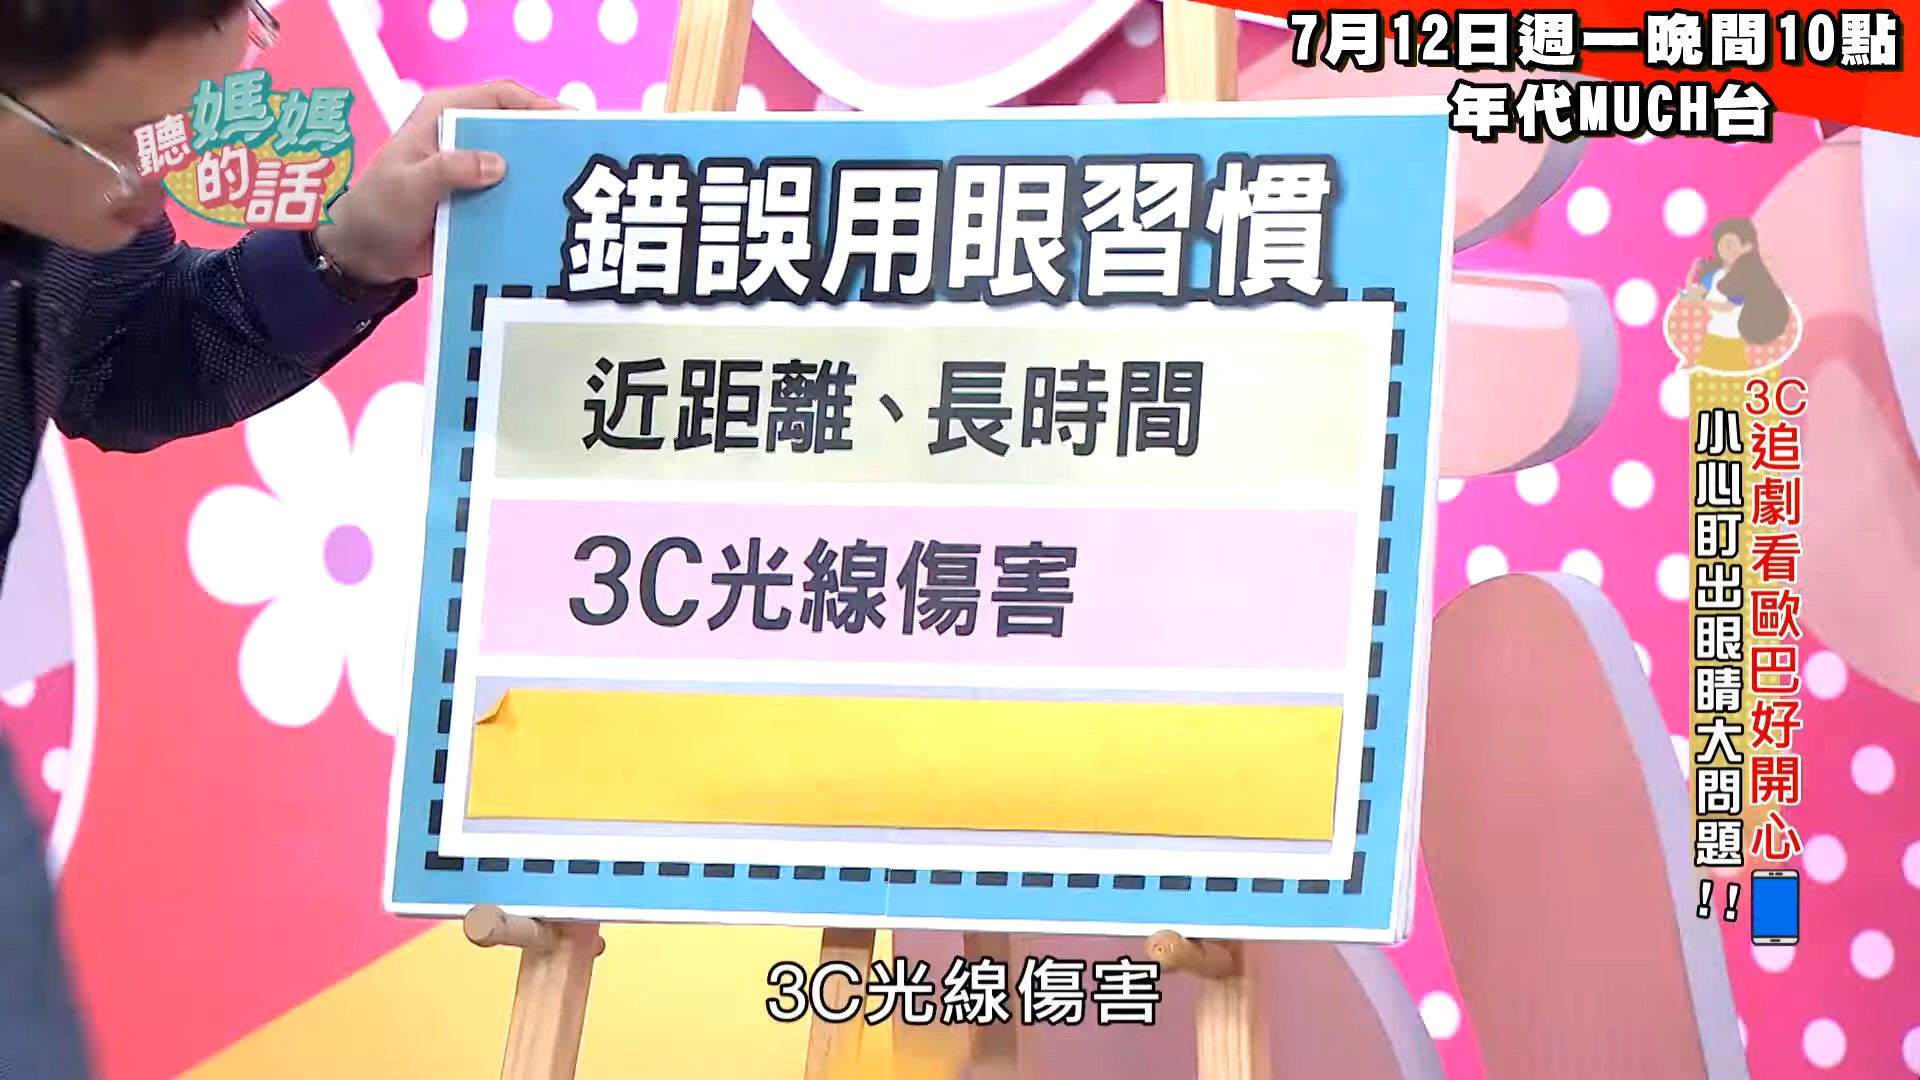 7月12日週一晚間10點
年代MUCH台
聽媽媽的話
錯誤用眼習慣
近距離、長時間
3C光線傷害
3C追劇看歐巴好開心
小心盯出眼睛大問題!!
3C光線傷害